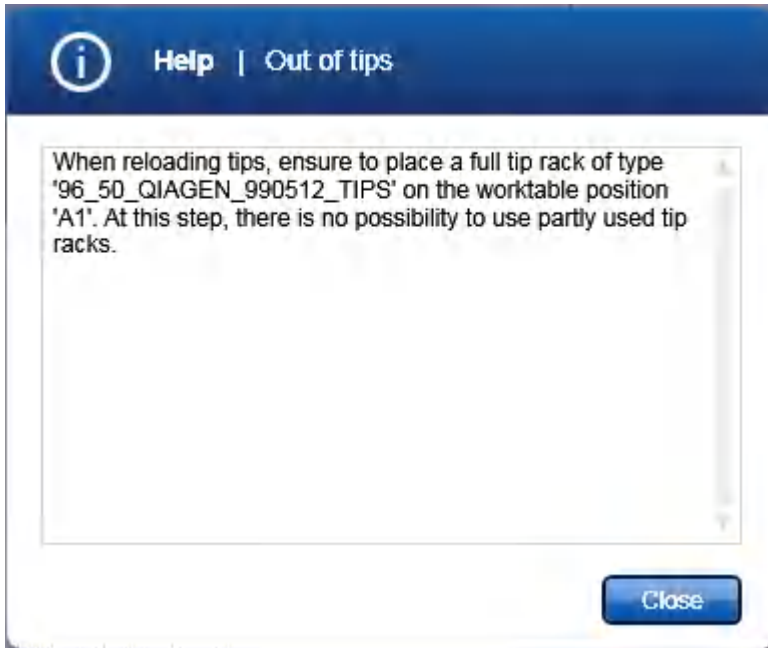 Help | Out of tips
When reloading tips, ensure to place a full tip rack of type
'96_50_QIAGEN_990512_TIPS' on the worktable position
'A1'. At this step, there is no possibility to use partly used tip
racks.
Close